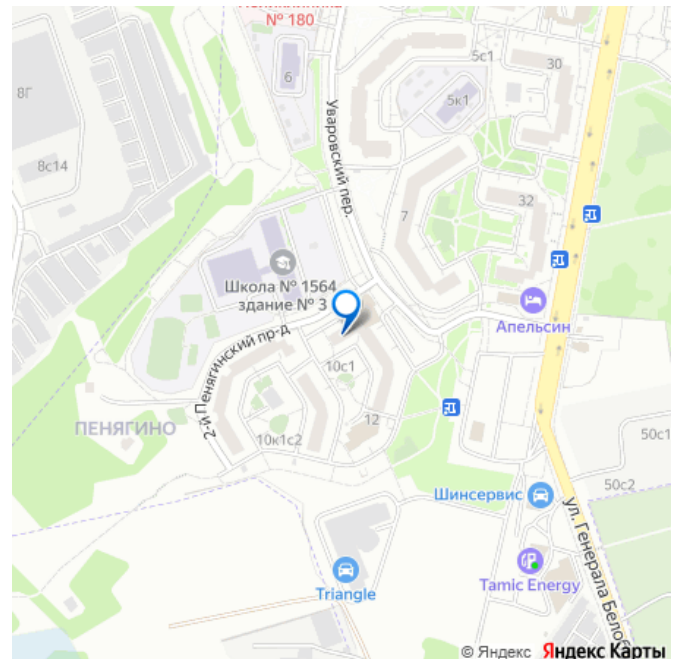 № 180
8Г
6
5с1
30
5к1
8с14
Уваровский пер.
7
32
Школа № 1564
здание № 3
Апельсин
2-й Пенягинский пр-д
10с1
ПЕНЯГИНО
12
10к1с2
50с1
50с2
Шинсервис
ул. Генерала Белоб
Tamic Energy
Triangle
© Яндекс Яндекс Карты